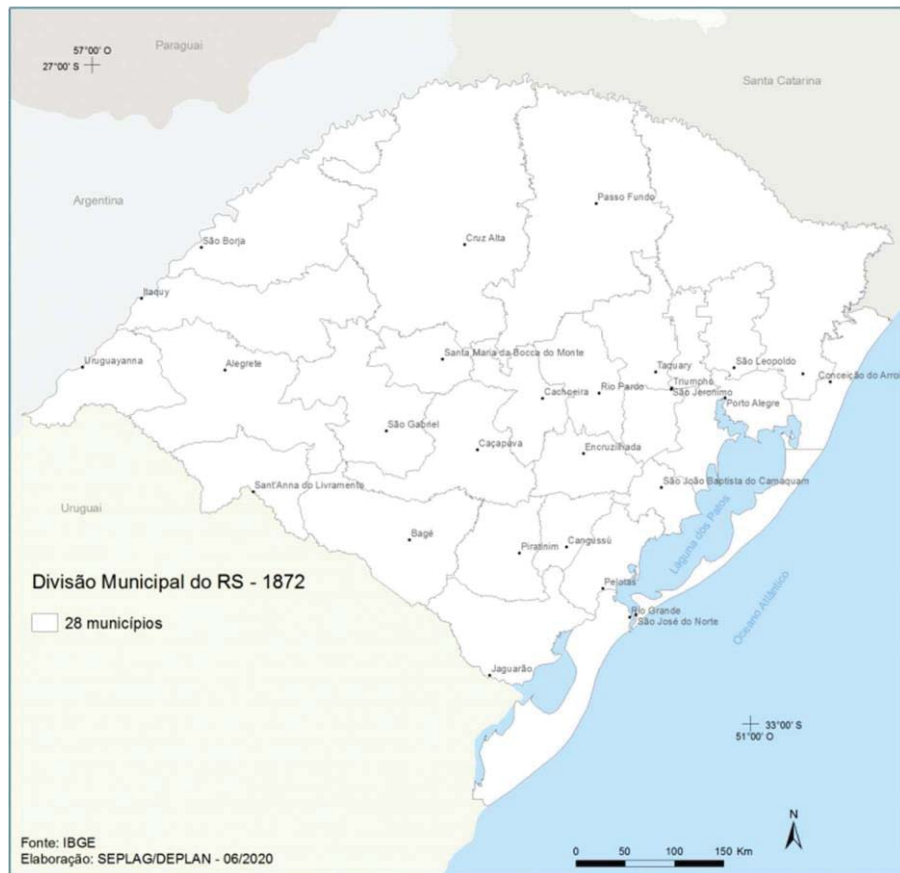 Paraguai
57°00' O
27°00' S
Santa Catarina
Argentina
Passo Fundo
Cruz Alta
São Borja
Itaquy
Uruguayanna
Alegrete
Santa Maria da Bocca do Monte
Taquary
São Leopoldo
Conceição do Arroi
Triumpho
São Jeronimo
Rio Pardo
Cachoeira
Porto Alegre
São Gabriel
Caçapava
Encruzilhada
Sant'Anna do Livramento
São João Baptista do Camaquam
Uruguai
Bagé
Piratinim
Cangússú
Laguna dos Patos
Divisão Municipal do RS - 1872
Pelotas
Oceano Atlântico
28 municípios
Rio Grande
São José do Norte
Jaguarão
33°00' S
51°00' O
N
Fonte: IBGE
Elaboração: SEPLAG/DEPLAN - 06/2020
0 50 100 150 Km